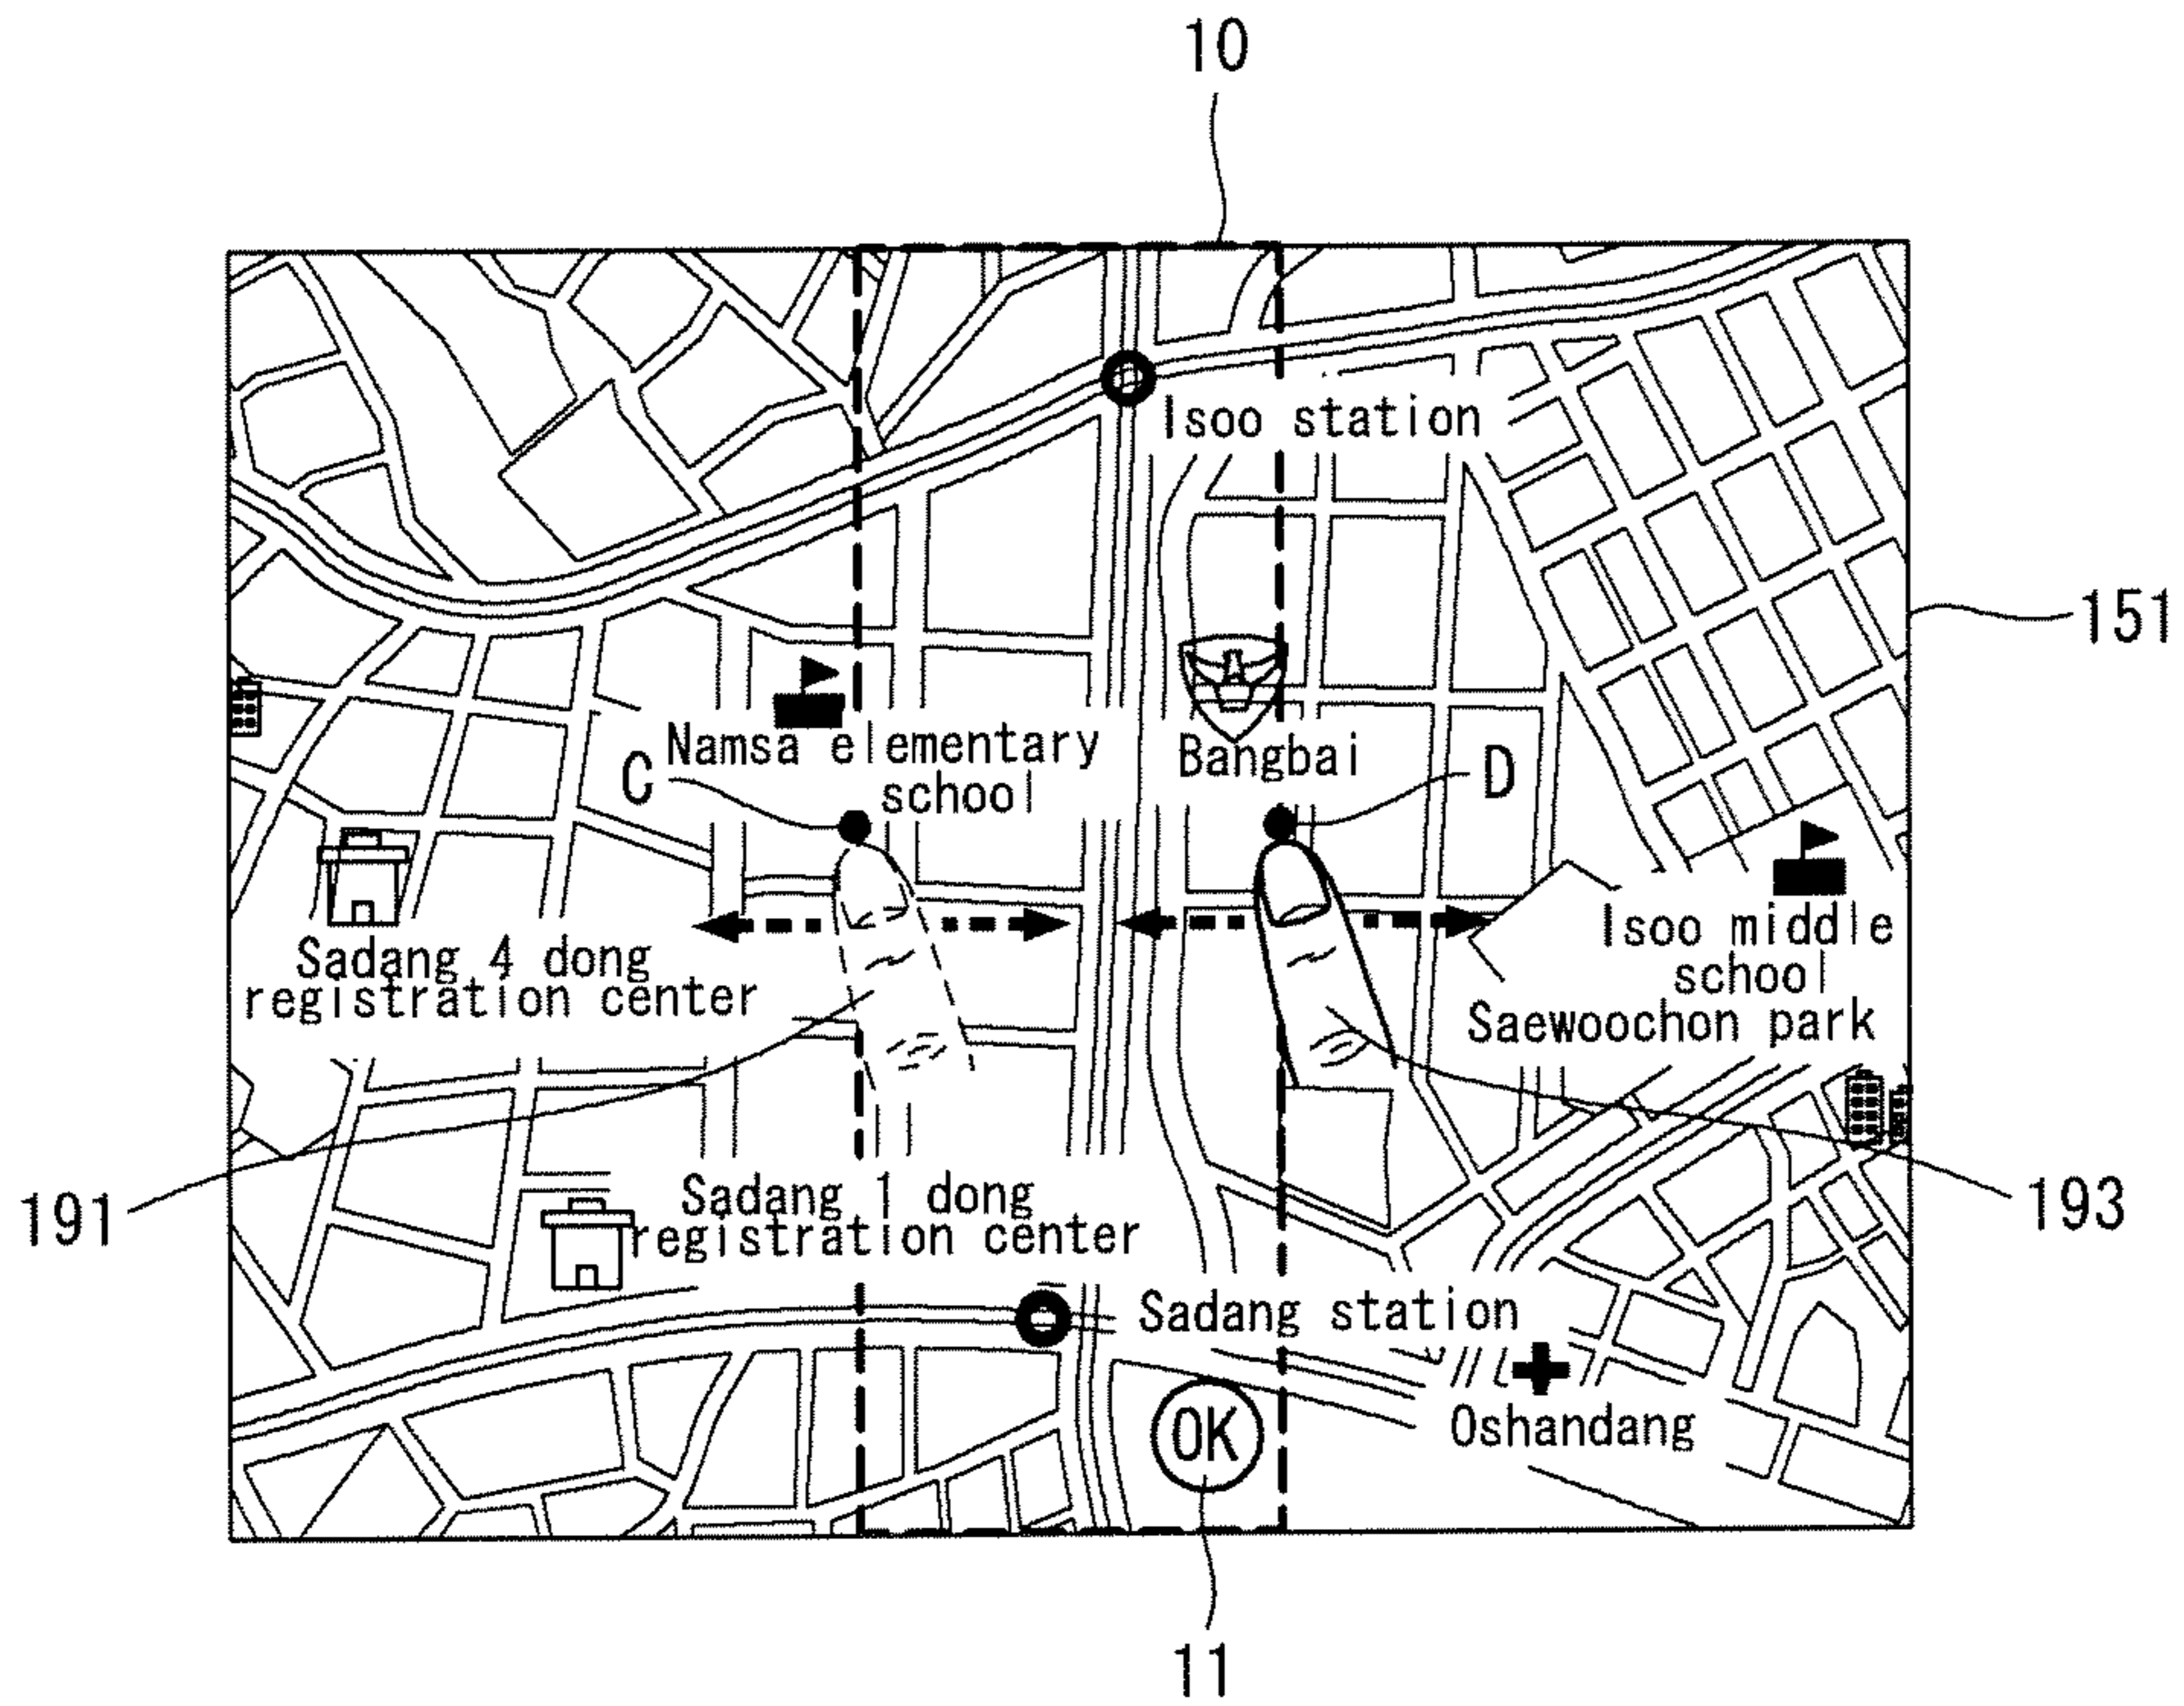 10
Isoo station
151
Namsa elementary
school
Bangbai
C
D
Isoo middle
school
Sadang 4 dong
registration center
Saewoochon park
191
Sadang 1 dong
registration center
193
Sadang station
OK
Oshandang
11